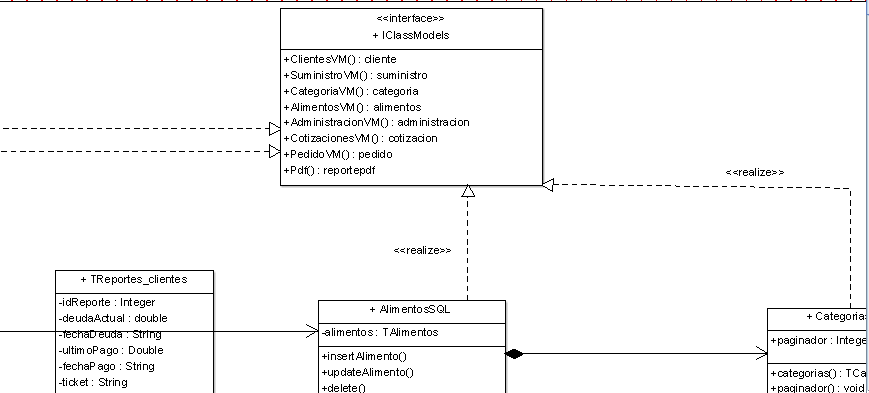 <<interface>>
+ IClassModels
+ClientesVM() : cliente
+SuministroVM() : suministro
+CategoriaVM() : categoria
+AlimentosVM() : alimentos
+AdministracionVM() : administracion
+CotizacionesVM() : cotizacion
+PedidoVM() : pedido
+Pdf() : reportepdf
<<realize>>
<<realize>>
+ TReportes_clientes
-idReporte : Integer
-deudaActual : double
-fechaDeuda : String
-ultimoPago : Double
-fechaPago : String
-ticket : String
+ AlimentosSQL
-alimentos : TAlimentos
+insertAlimento()
+updateAlimento()
+delete()
+ Categorias
+paginador : Intege
+categorias() : TCa
+paginador() : void